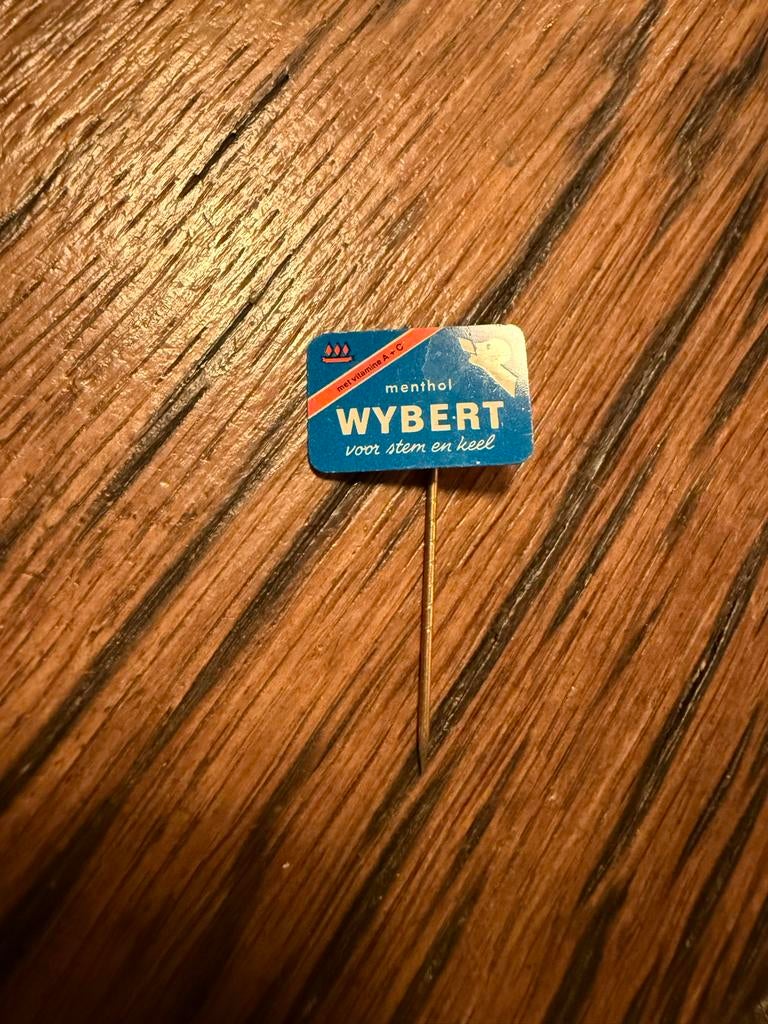 met vitamine A + C
menthol
WYBERT
voor stem en keel